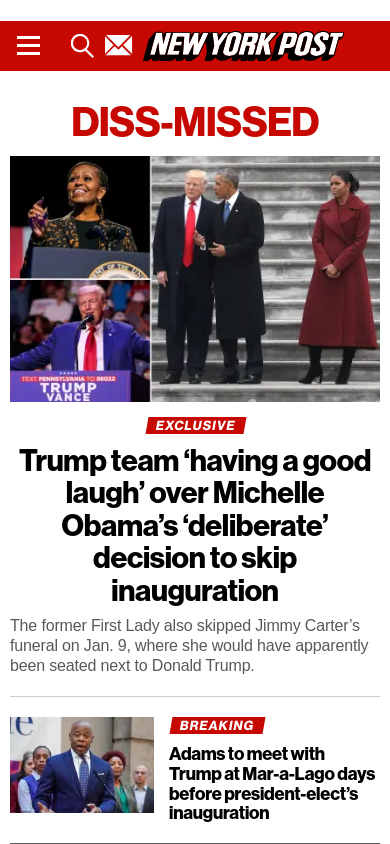 NEW YORK POST
DISS-MISSED
TEXT PENNSYLVANIA TO 88022
TRUMP
VANCE
EXCLUSIVE
Trump team ‘having a good
laugh’ over Michelle
Obama’s ‘deliberate’
decision to skip
inauguration
The former First Lady also skipped Jimmy Carter’s
funeral on Jan. 9, where she would have apparently
been seated next to Donald Trump.
BREAKING
Adams to meet with
Trump at Mar-a-Lago days
before president-elect’s
inauguration